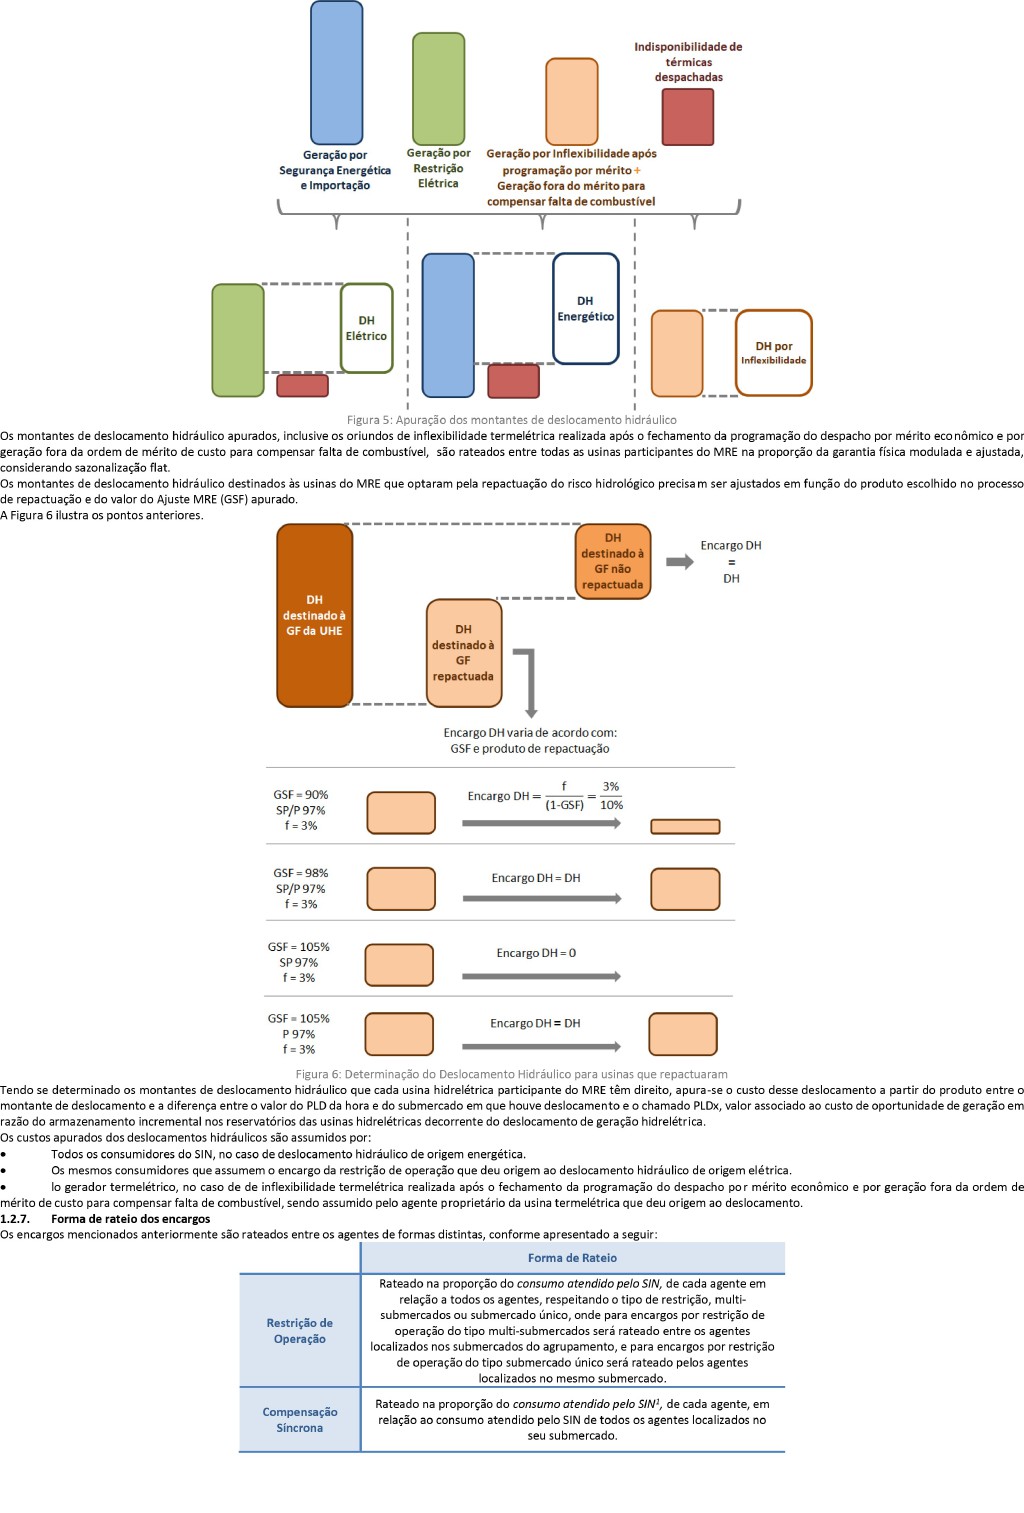 Indisponibilidade de
térmicas
despachadas
Geração por
Segurança Energética
e Importação
Geração por
Restrição
Elétrica
Geração por Inflexibilidade após
programação por mérito +
Geração fora do mérito para
compensar falta de combustível
DH
Elétrico
DH
Energético
DH por
Inflexibilidade
Figura 5: Apuração dos montantes de deslocamento hidráulico
Os montantes de deslocamento hidráulico apurados, inclusive os oriundos de inflexibilidade termelétrica realizada após o fechamento da programação do despacho por mérito econômico e por
geração fora da ordem de mérito de custo para compensar falta de combustível, são rateados entre todas as usinas participantes do MRE na proporção da garantia física modulada e ajustada,
considerando sazonalização flat.
Os montantes de deslocamento hidráulico destinados às usinas do MRE que optaram pela repactuação do risco hidrológico precisam ser ajustados em função do produto escolhido no processo
de repactuação e do valor do Ajuste MRE (GSF) apurado.
A Figura 6 ilustra os pontos anteriores.
DH
destinado à
GF da UHE
DH
destinado à
GF não
repactuada
Encargo DH
=
DH
DH
destinado à
GF
repactuada
Encargo DH varia de acordo com:
GSF e produto de repactuação
GSF = 90%
SP/P 97%
f = 3%
Encargo DH = f/(1-GSF) = 3%/10%
GSF = 98%
SP/P 97%
f = 3%
Encargo DH = DH
GSF = 105%
SP 97%
f = 3%
Encargo DH = 0
GSF = 105%
P 97%
f = 3%
Encargo DH = DH
Figura 6: Determinação do Deslocamento Hidráulico para usinas que repactuaram
Tendo se determinado os montantes de deslocamento hidráulico que cada usina hidrelétrica participante do MRE têm direito, apura-se o custo desse deslocamento a partir do produto entre o
montante de deslocamento e a diferença entre o valor do PLD da hora e do submercado em que houve deslocamento e o chamado PLDx, valor associado ao custo de oportunidade de geração em
razão do armazenamento incremental nos reservatórios das usinas hidrelétricas decorrente do deslocamento de geração hidrelétrica.
Os custos apurados dos deslocamentos hidráulicos são assumidos por:
• Todos os consumidores do SIN, no caso de deslocamento hidráulico de origem energética.
• Os mesmos consumidores que assumem o encargo da restrição de operação que deu origem ao deslocamento hidráulico de origem elétrica.
• lo gerador termelétrico, no caso de de inflexibilidade termelétrica realizada após o fechamento da programação do despacho por mérito econômico e por geração fora da ordem de
mérito de custo para compensar falta de combustível, sendo assumido pelo agente proprietário da usina termelétrica que deu origem ao deslocamento.
1.2.7. Forma de rateio dos encargos
Os encargos mencionados anteriormente são rateados entre os agentes de formas distintas, conforme apresentado a seguir:
Forma de Rateio
Restrição de
Operação
Rateado na proporção do consumo atendido pelo SIN, de cada agente em
relação a todos os agentes, respeitando o tipo de restrição, multi-
submercados ou submercado único, onde para encargos por restrição de
operação do tipo multi-submercados será rateado entre os agentes
localizados nos submercados do agrupamento, e para encargos por restrição
de operação do tipo submercado único será rateado pelos agentes
localizados no mesmo submercado.
Compensação
Síncrona
Rateado na proporção do consumo atendido pelo SIN¹, de cada agente, em
relação ao consumo atendido pelo SIN de todos os agentes localizados no
seu submercado.